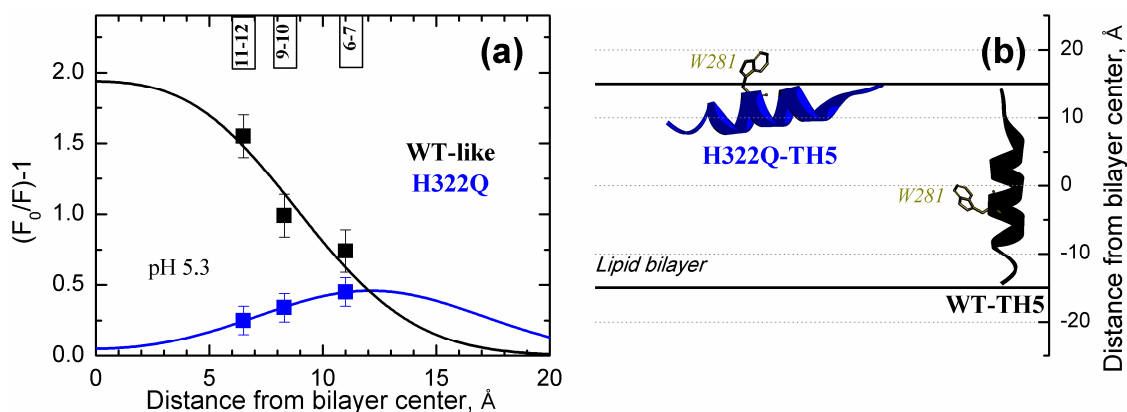 11-12
9-10
6-7
(a)
2.0
1.5
1.0
0.5
0.0
(F0/F)-1
WT-like
H322Q
pH 5.3
0
5
10
15
20
Distance from bilayer center, Å
(b)
W281
H322Q-TH5
W281
Lipid bilayer
WT-TH5
20
10
0
-10
-20
Distance from bilayer center, Å